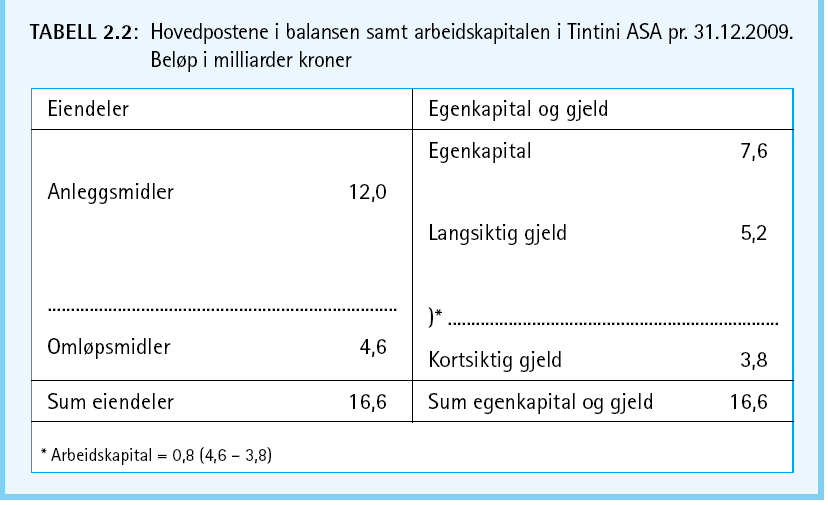 TABELL 2.2: Hovedpostene i balansen samt arbeidskapitalen i Tintini ASA pr. 31.12.2009.
Beløp i milliarder kroner
Eiendeler Egenkapital og gjeld
Egenkapital 7,6
Anleggsmidler 12,0
Langsiktig gjeld 5,2
................................................................................
)* ................................................................................
Omløpsmidler 4,6
Kortsiktig gjeld 3,8
Sum eiendeler 16,6 Sum egenkapital og gjeld 16,6
* Arbeidskapital = 0,8 (4,6 – 3,8)